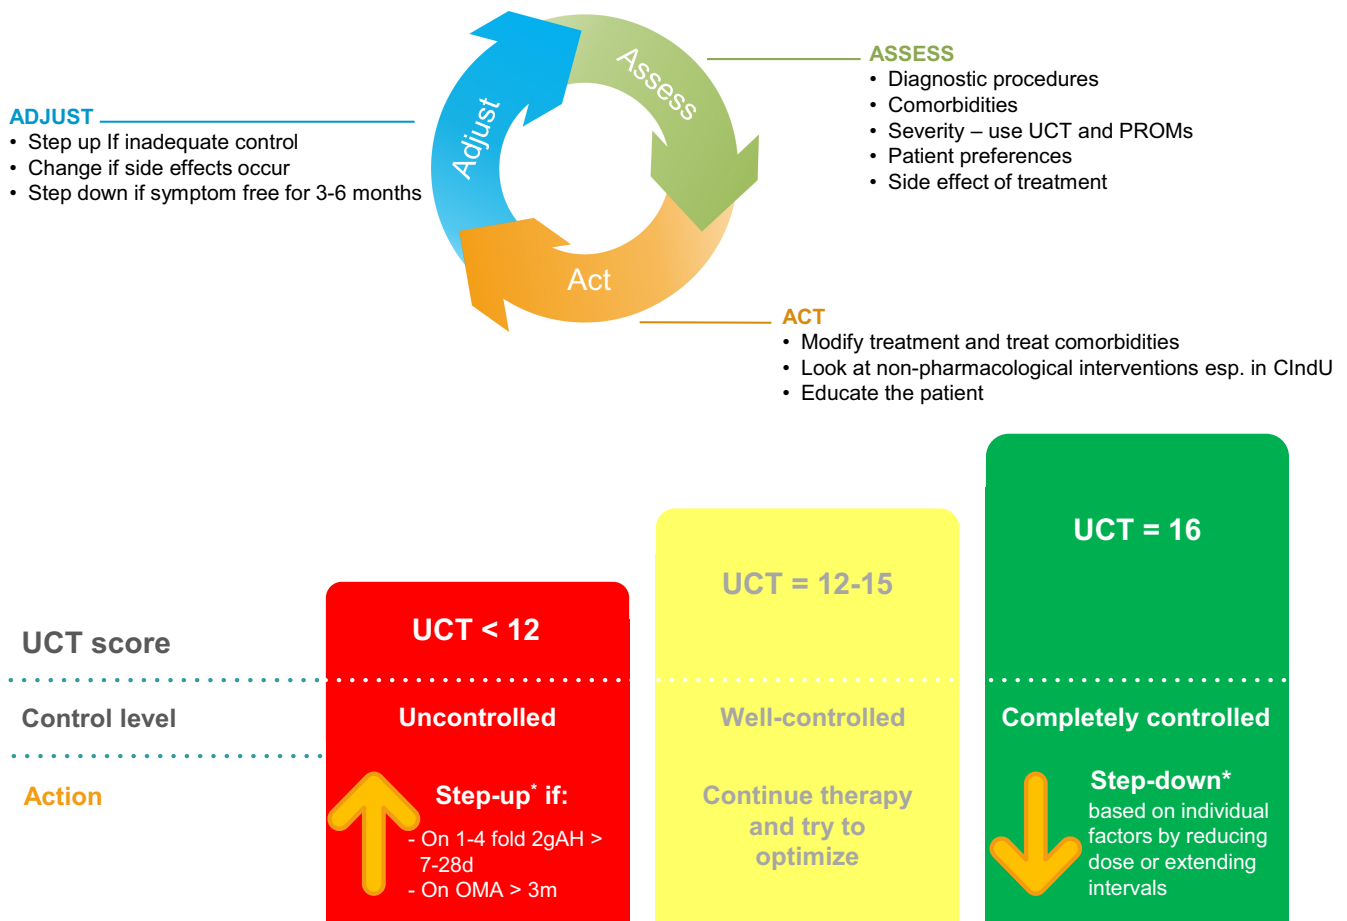 Assess
Adjust
Act
ASSESS
• Diagnostic procedures
• Comorbidities
• Severity – use UCT and PROMs
• Patient preferences
• Side effect of treatment
ADJUST
• Step up If inadequate control
• Change if side effects occur
• Step down if symptom free for 3-6 months
ACT
• Modify treatment and treat comorbidities
• Look at non-pharmacological interventions esp. in CIndU
• Educate the patient
UCT score
UCT < 12
UCT = 12-15
UCT = 16
Control level
Uncontrolled
Well-controlled
Completely controlled
Action
Step-up* if:
- On 1-4 fold 2gAH >
7-28d
- On OMA > 3m
Continue therapy
and try to
optimize
Step-down*
based on individual
factors by reducing
dose or extending
intervals